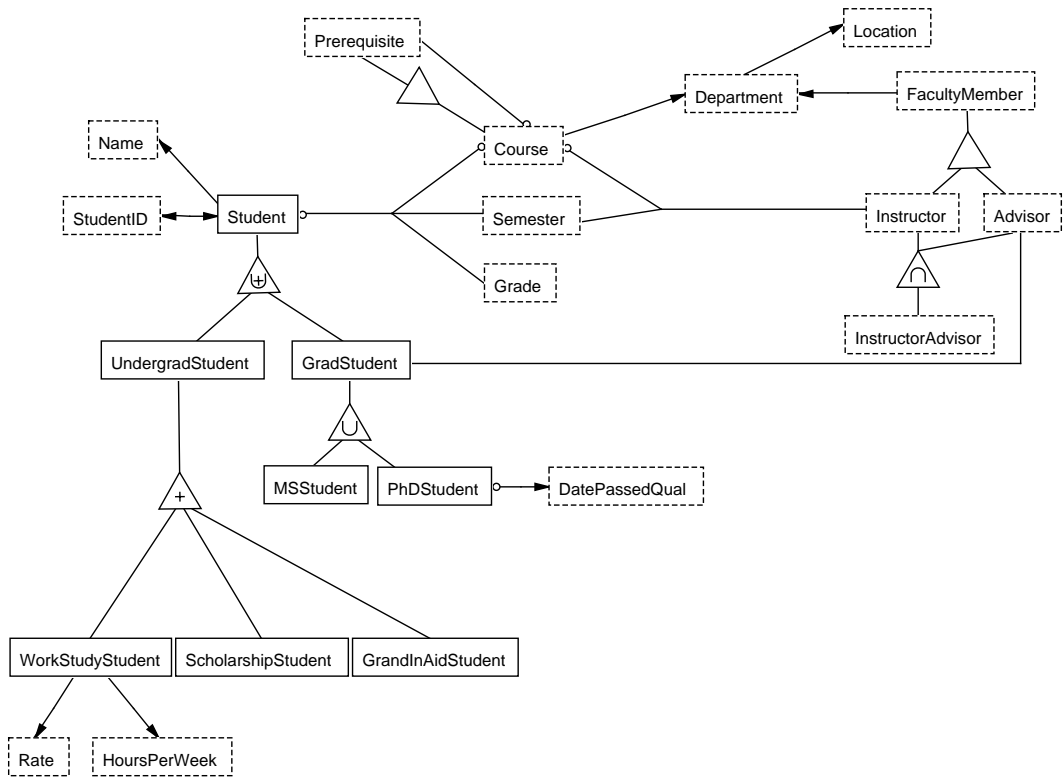 Location
Prerequisite
Department
FacultyMember
Name
Course
StudentID
Student
Semester
Instructor
Advisor
Grade
⊎
∩
InstructorAdvisor
UndergradStudent
GradStudent
∪
MSStudent
PhDStudent
DatePassedQual
+
WorkStudyStudent
ScholarshipStudent
GrandInAidStudent
Rate
HoursPerWeek